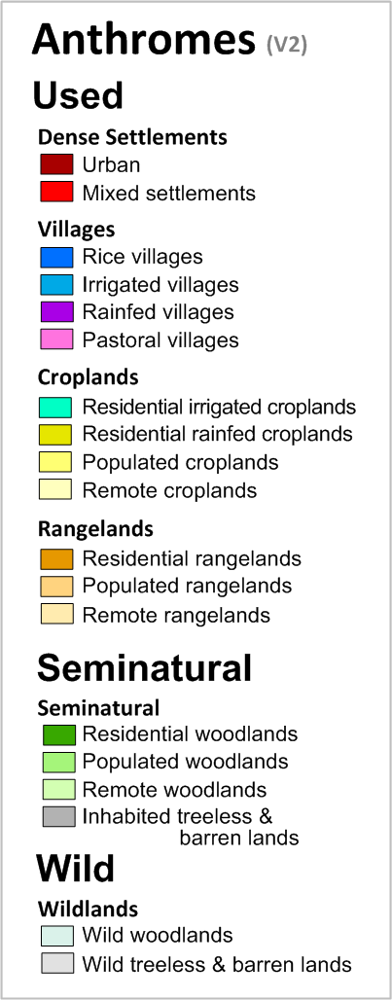 Anthromes (V2)
Used
Dense Settlements
Urban
Mixed settlements
Villages
Rice villages
Irrigated villages
Rainfed villages
Pastoral villages
Croplands
Residential irrigated croplands
Residential rainfed croplands
Populated croplands
Remote croplands
Rangelands
Residential rangelands
Populated rangelands
Remote rangelands
Seminatural
Seminatural
Residential woodlands
Populated woodlands
Remote woodlands
Inhabited treeless &
barren lands
Wild
Wildlands
Wild woodlands
Wild treeless & barren lands